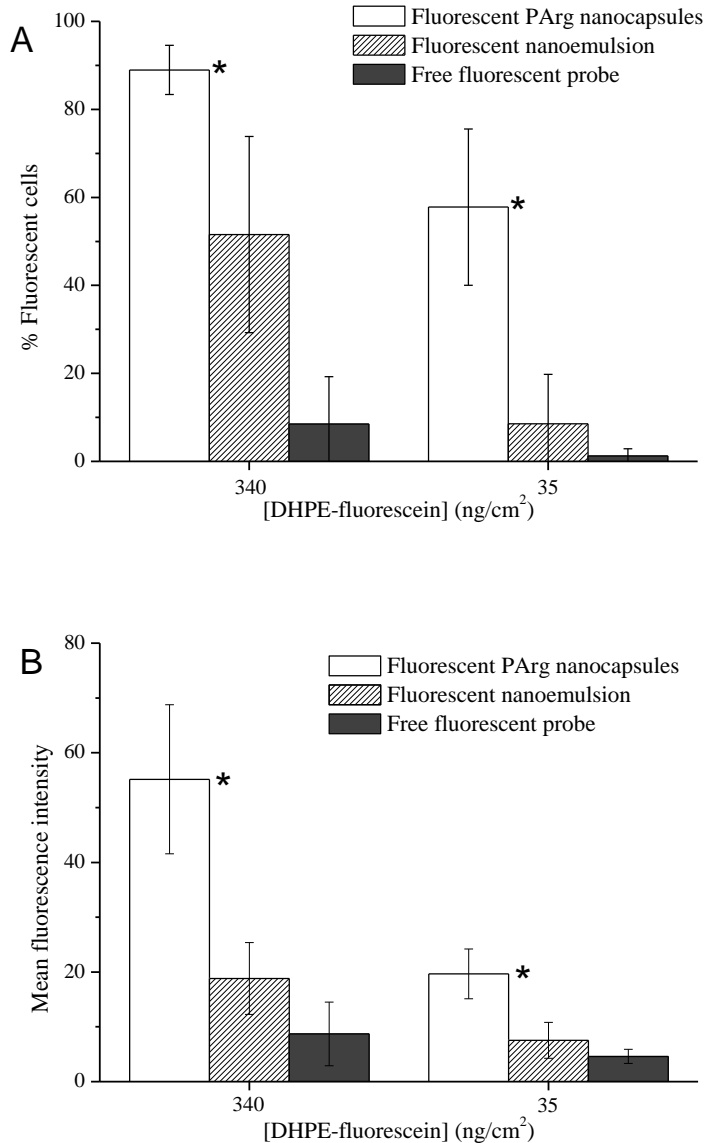 A
Fluorescent PArg nanocapsules
Fluorescent nanoemulsion
Free fluorescent probe
100
80
60
40
20
0
% Fluorescent cells
*
*
340
35
[DHPE-fluorescein] (ng/cm²)
B
Fluorescent PArg nanocapsules
Fluorescent nanoemulsion
Free fluorescent probe
80
60
40
20
0
Mean fluorescence intensity
*
*
340
35
[DHPE-fluorescein] (ng/cm²)